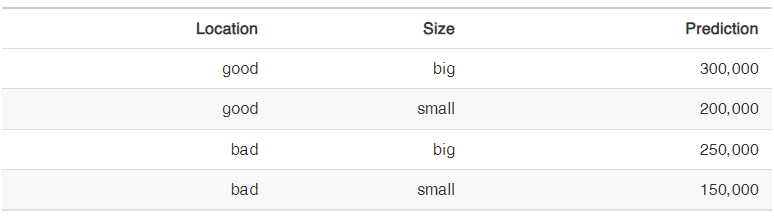 Location Size Prediction
good big 300,000
good small 200,000
bad big 250,000
bad small 150,000